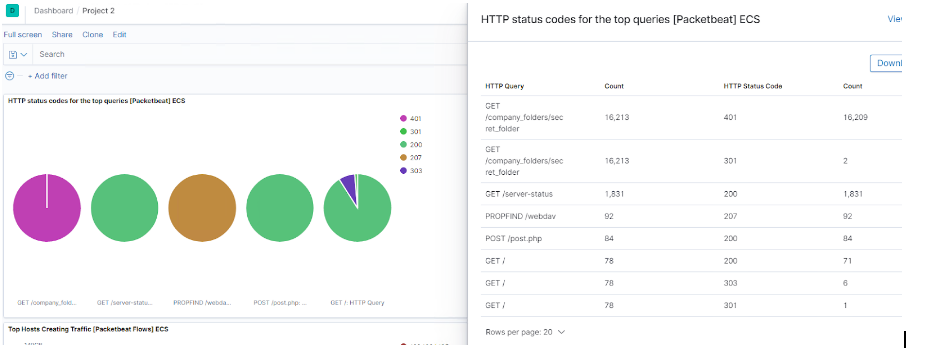 D Dashboard / Project 2
Full screen Share Clone Edit
Search
+ Add filter
HTTP status codes for the top queries [Packetbeat] ECS
401
301
200
207
303
GET /company_fold... GET /server-statu... PROPFIND /webda... POST /post.php: ... GET /: HTTP Query
Top Hosts Creating Traffic [Packetbeat Flows] ECS
HTTP status codes for the top queries [Packetbeat] ECS
Downl
HTTP Query Count HTTP Status Code Count
GET
/company_folders/sec 16,213 401 16,209
ret_folder
GET
/company_folders/sec 16,213 301 2
ret_folder
GET /server-status 1,831 200 1,831
PROPFIND /webdav 92 207 92
POST /post.php 84 200 84
GET / 78 200 71
GET / 78 303 6
GET / 78 301 1
Rows per page: 20